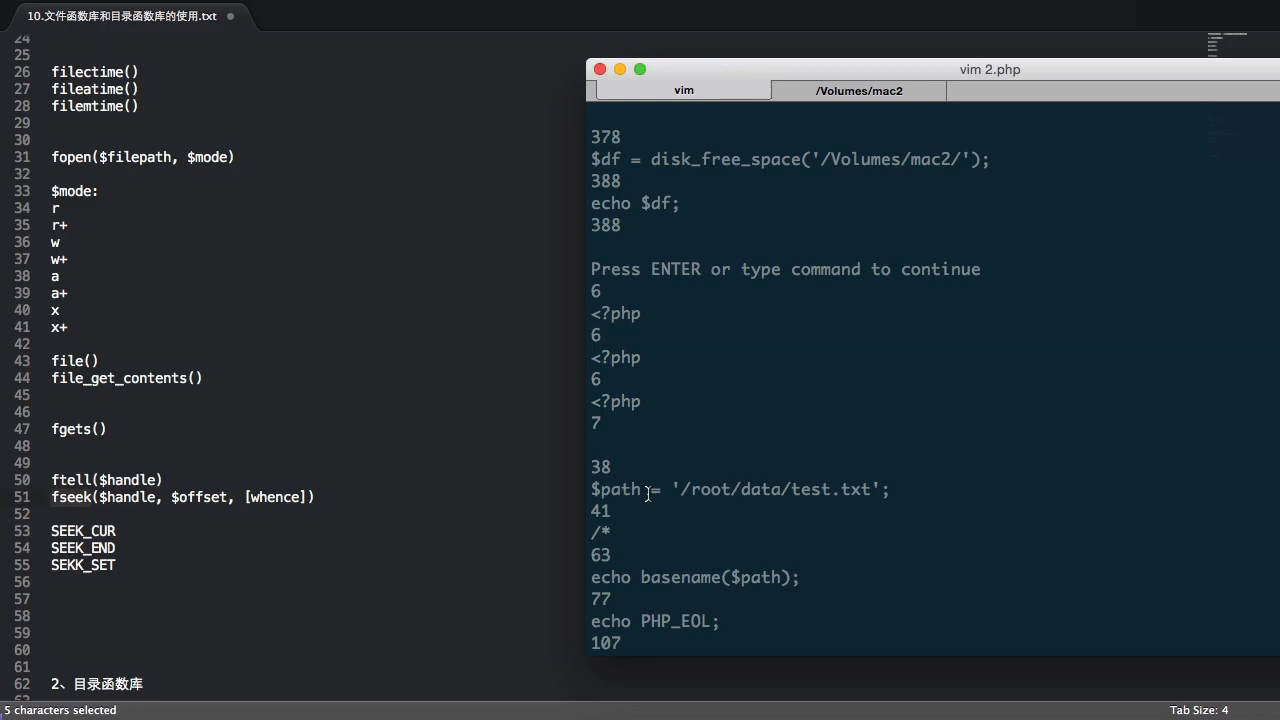 10.文件函数库和目录函数库的使用.txt
24
25
26 filectime()
27 fileatime()
28 filemtime()
29
30
31 fopen($filepath, $mode)
32
33 $mode:
34 r
35 r+
36 w
37 w+
38 a
39 a+
40 x
41 x+
42
43 file()
44 file_get_contents()
45
46
47 fgets()
48
49
50 ftell($handle)
51 fseek($handle, $offset, [whence])
52
53 SEEK_CUR
54 SEEK_END
55 SEKK_SET
56
57
58
59
60
61
62 2、目录函数库
63
5 characters selected
Tab Size: 4
vim 2.php
vim
/Volumes/mac2
378
$df = disk_free_space('/Volumes/mac2/');
388
echo $df;
388
Press ENTER or type command to continue
6
<?php
6
<?php
6
<?php
7
38
$path = '/root/data/test.txt';
41
/*
63
echo basename($path);
77
echo PHP_EOL;
107